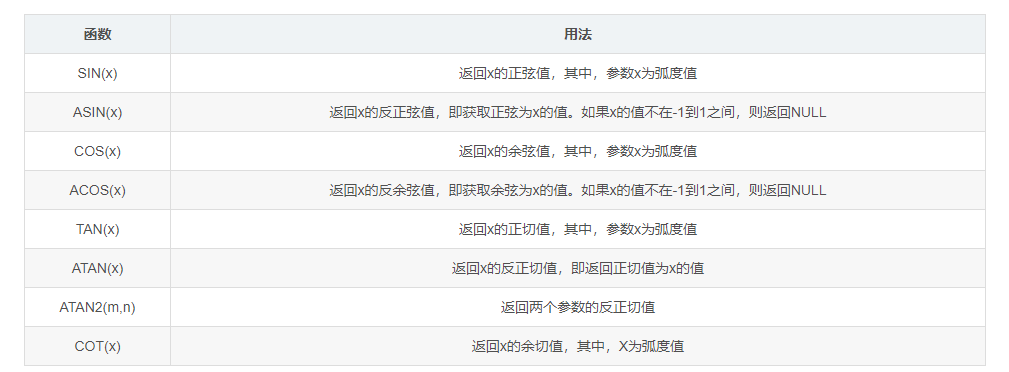 函数 用法
SIN(x) 返回x的正弦值，其中，参数x为弧度值
ASIN(x) 返回x的反正弦值，即获取正弦为x的值。如果x的值不在-1到1之间，则返回NULL
COS(x) 返回x的余弦值，其中，参数x为弧度值
ACOS(x) 返回x的反余弦值，即获取余弦为x的值。如果x的值不在-1到1之间，则返回NULL
TAN(x) 返回x的正切值，其中，参数x为弧度值
ATAN(x) 返回x的反正切值，即返回正切值为x的值
ATAN2(m,n) 返回两个参数的反正切值
COT(x) 返回x的余切值，其中，X为弧度值